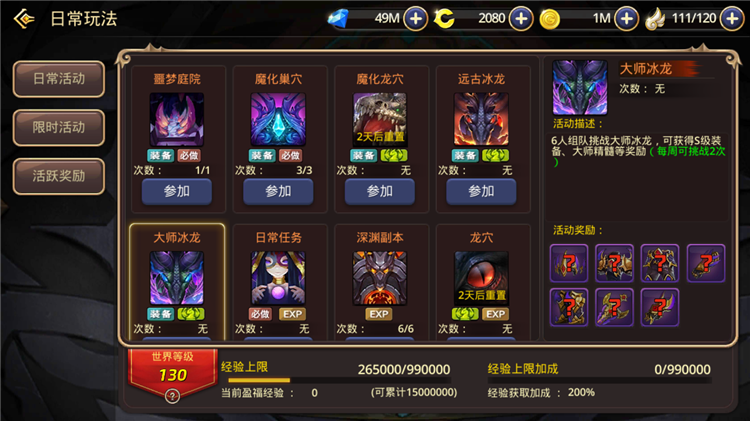 日常玩法
49M
2080
1M
111/120
日常活动
限时活动
活跃奖励
噩梦庭院
装备 必做
次数： 1/1
参加
魔化巢穴
装备 必做
次数： 3/3
参加
魔化龙穴
2天后重置
装备
次数： 无
参加
远古冰龙
装备
次数： 无
参加
大师冰龙
装备
次数： 无
日常任务
必做 EXP
次数： 无
深渊副本
EXP
次数： 6/6
龙穴
2天后重置
EXP
次数： 无
大师冰龙
次数： 无
活动描述：
6人组队挑战大师冰龙，可获得S级装
备、大师精髓等奖励（每周可挑战2次
）
活动奖励：
世界等级
130
?
经验上限
265000/990000
当前盈福经验 ： 0
(可累计15000000)
经验上限加成
0/990000
经验获取加成 ： 200%